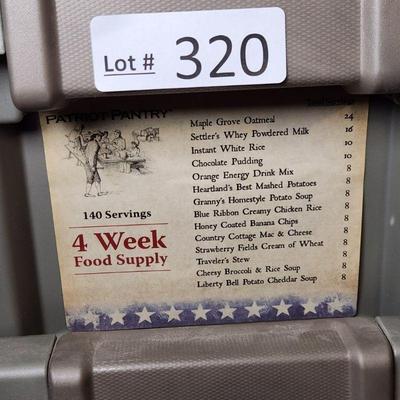 Lot # 320
PATRIOT PANTRY
Maple Grove Oatmeal 24
Settler's Whey Powdered Milk 16
Instant White Rice 10
Chocolate Pudding 10
Orange Energy Drink Mix 8
Heartland's Best Mashed Potatoes 8
Granny's Homestyle Potato Soup 8
Blue Ribbon Creamy Chicken Rice 8
Honey Coated Banana Chips 8
Country Cottage Mac & Cheese 8
Strawberry Fields Cream of Wheat 8
Traveler's Stew 8
Cheesy Broccoli & Rice Soup 8
Liberty Bell Potato Cheddar Soup 8
140 Servings
4 Week
Food Supply